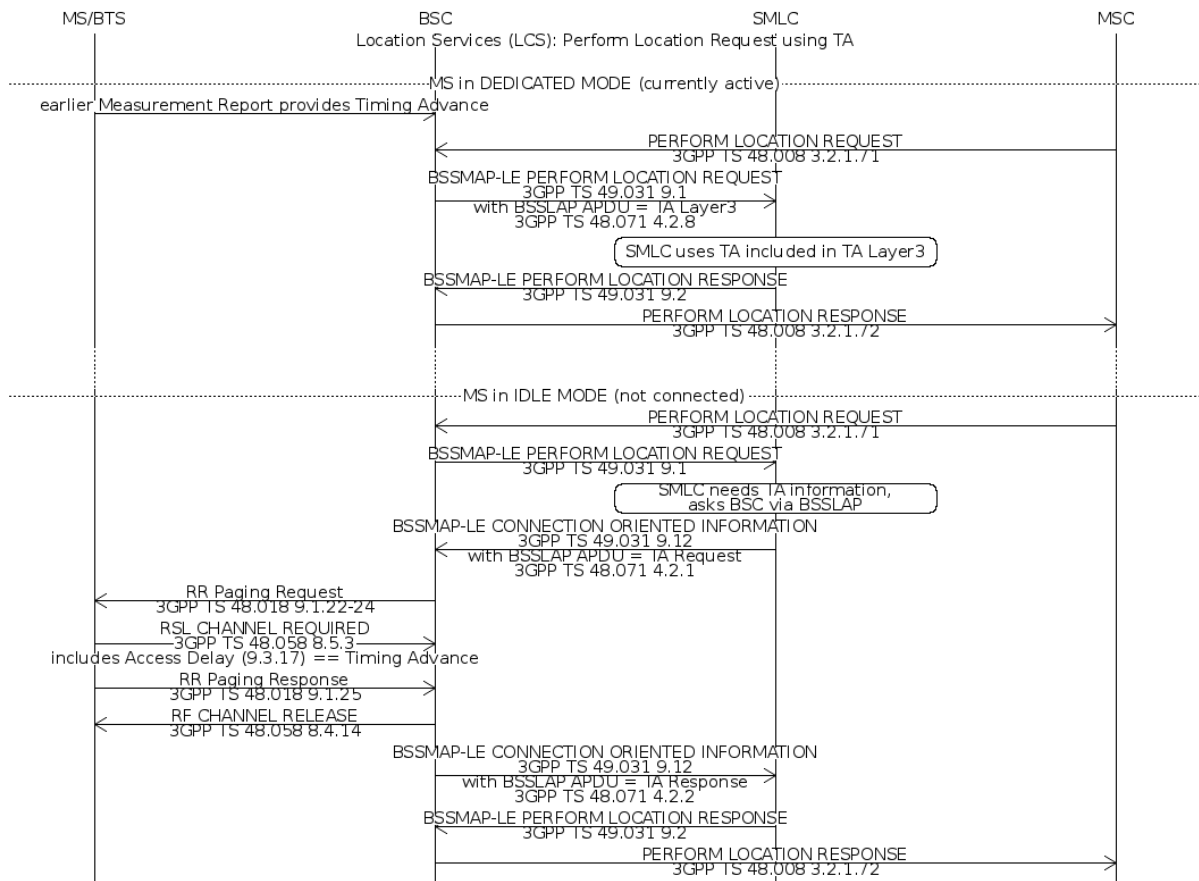 MS/BTS BSC SMLC MSC
Location Services (LCS): Perform Location Request using TA
MS in DEDICATED MODE (currently active)
earlier Measurement Report provides Timing Advance
PERFORM LOCATION REQUEST
3GPP TS 48.008 3.2.1.71
BSSMAP-LE PERFORM LOCATION REQUEST
3GPP TS 49.031 9.1
with BSSLAP APDU = TA Layer3
3GPP TS 48.071 4.2.8
SMLC uses TA included in TA Layer3
BSSMAP-LE PERFORM LOCATION RESPONSE
3GPP TS 49.031 9.2
PERFORM LOCATION RESPONSE
3GPP TS 48.008 3.2.1.72
MS in IDLE MODE (not connected)
PERFORM LOCATION REQUEST
3GPP TS 48.008 3.2.1.71
BSSMAP-LE PERFORM LOCATION REQUEST
3GPP TS 49.031 9.1
SMLC needs TA information,
asks BSC via BSSLAP
BSSMAP-LE CONNECTION ORIENTED INFORMATION
3GPP TS 49.031 9.12
with BSSLAP APDU = TA Request
3GPP TS 48.071 4.2.1
RR Paging Request
3GPP TS 48.018 9.1.22-24
RSL CHANNEL REQUIRED
3GPP TS 48.058 8.5.3
includes Access Delay (9.3.17) == Timing Advance
RR Paging Response
3GPP TS 48.018 9.1.25
RF CHANNEL RELEASE
3GPP TS 48.058 8.4.14
BSSMAP-LE CONNECTION ORIENTED INFORMATION
3GPP TS 49.031 9.12
with BSSLAP APDU = TA Response
3GPP TS 48.071 4.2.2
BSSMAP-LE PERFORM LOCATION RESPONSE
3GPP TS 49.031 9.2
PERFORM LOCATION RESPONSE
3GPP TS 48.008 3.2.1.72